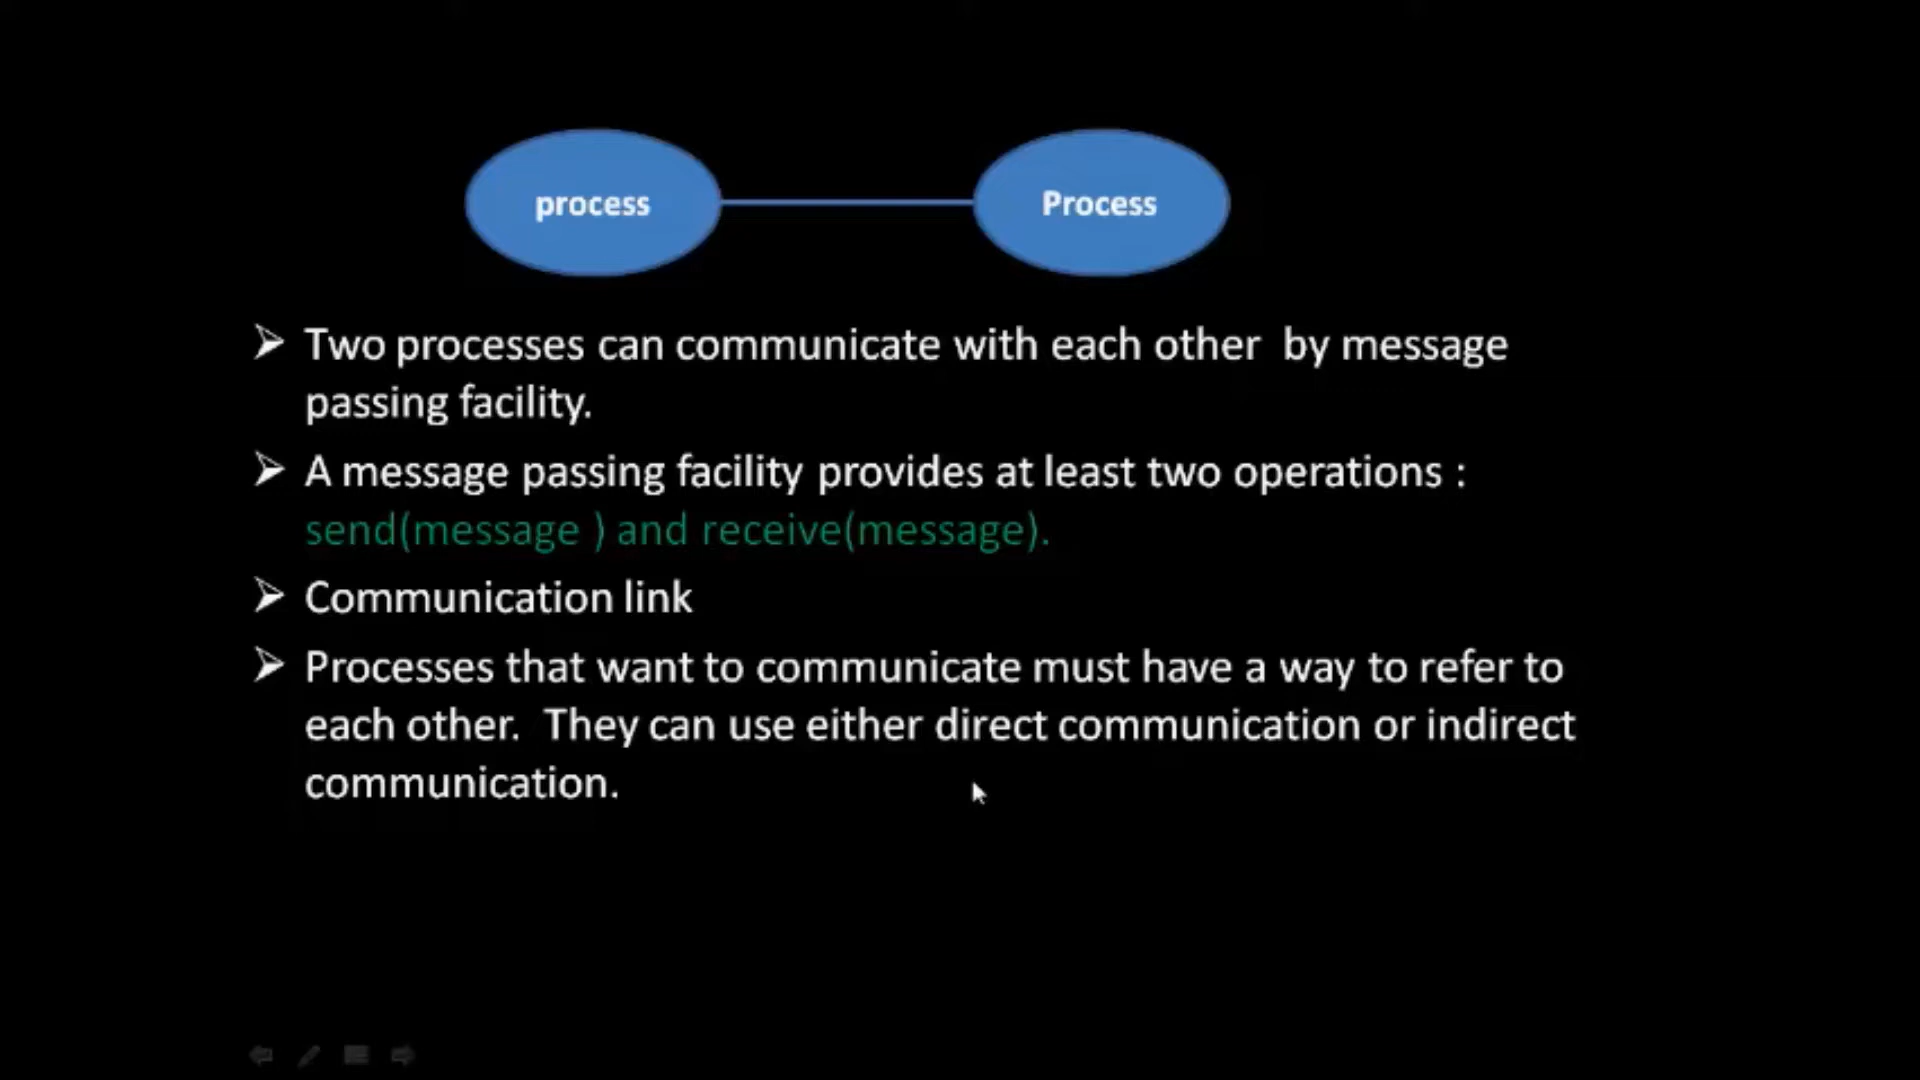 process
Process
Two processes can communicate with each other by message
passing facility.
A message passing facility provides at least two operations :
send(message ) and receive(message).
Communication link
Processes that want to communicate must have a way to refer to
each other. They can use either direct communication or indirect
communication.